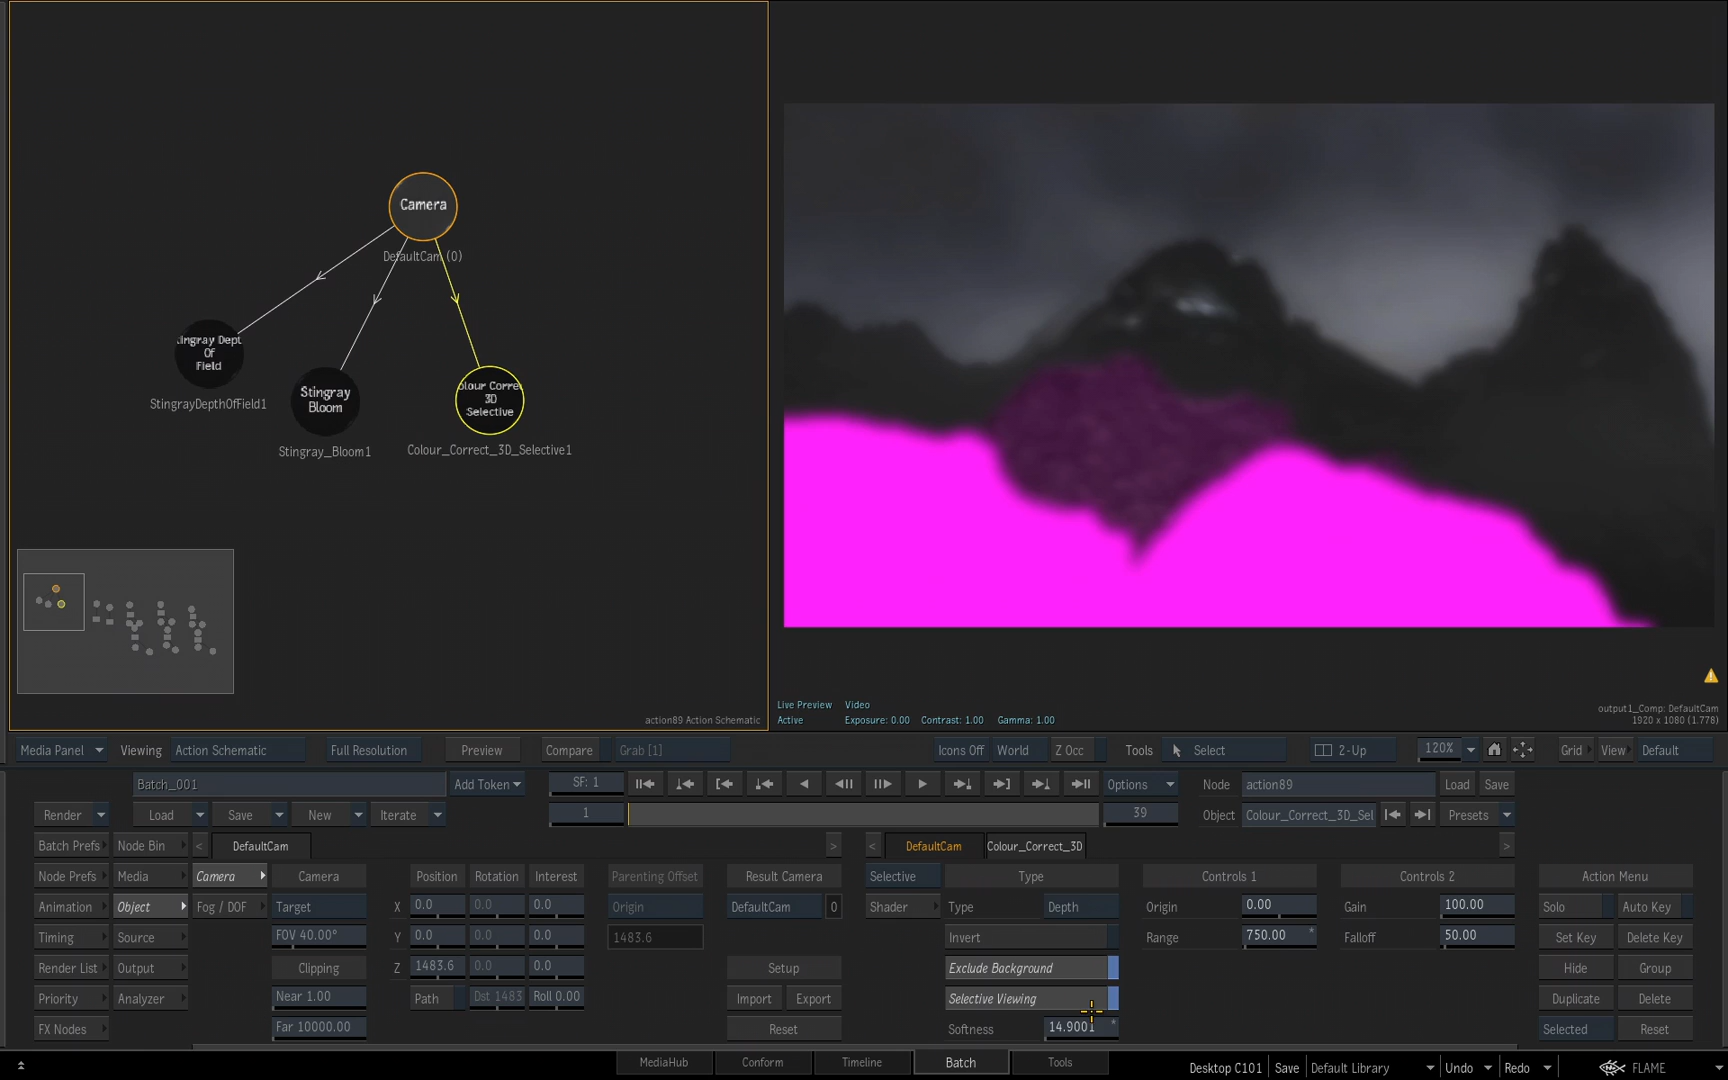 Camera
DefaultCam (0)
ingray Dept
Of
Field
StingrayDepthOfField1
Stingray
Bloom
Stingray_Bloom1
olour Correc
3D
Selective
Colour_Correct_3D_Selective1
action89 Action Schematic
Live Preview Video
Active Exposure: 0.00 Contrast: 1.00 Gamma: 1.00
output1_Comp: DefaultCam
1920 x 1080 (1.778)
Media Panel Viewing Action Schematic Full Resolution Preview Compare Grab [1] Icons Off World Z Occ Tools Select 2-Up 120% Grid View Default
Batch_001 Add Token SF: 1 Options Node action89 Load Save
Render Load Save New Iterate 1 39 Object Colour_Correct_3D_Sel Presets
Batch Prefs Node Bin < DefaultCam > < DefaultCam Colour_Correct_3D >
Node Prefs Media Camera Camera Position Rotation Interest Parenting Offset Result Camera Selective Type Controls 1 Controls 2 Action Menu
Animation Object Fog / DOF Target X 0.0 0.0 0.0 Origin DefaultCam 0 Shader Type Depth Origin 0.00 Gain 100.00 Solo Auto Key
Timing Source FOV 40.00° Y 0.0 0.0 0.0 1483.6 Invert Range 750.00 * Falloff 50.00 Set Key Delete Key
Render List Output Clipping Z 1483.6 0.0 0.0 Setup Exclude Background Hide Group
Priority Analyzer Near 1.00 Path Dst 1483 Roll 0.00 Import Export Selective Viewing Duplicate Delete
FX Nodes Far 10000.00 Reset Softness 14.9001 * Selected Reset
MediaHub Conform Timeline Batch Tools Desktop C101 Save Default Library Undo Redo FLAME